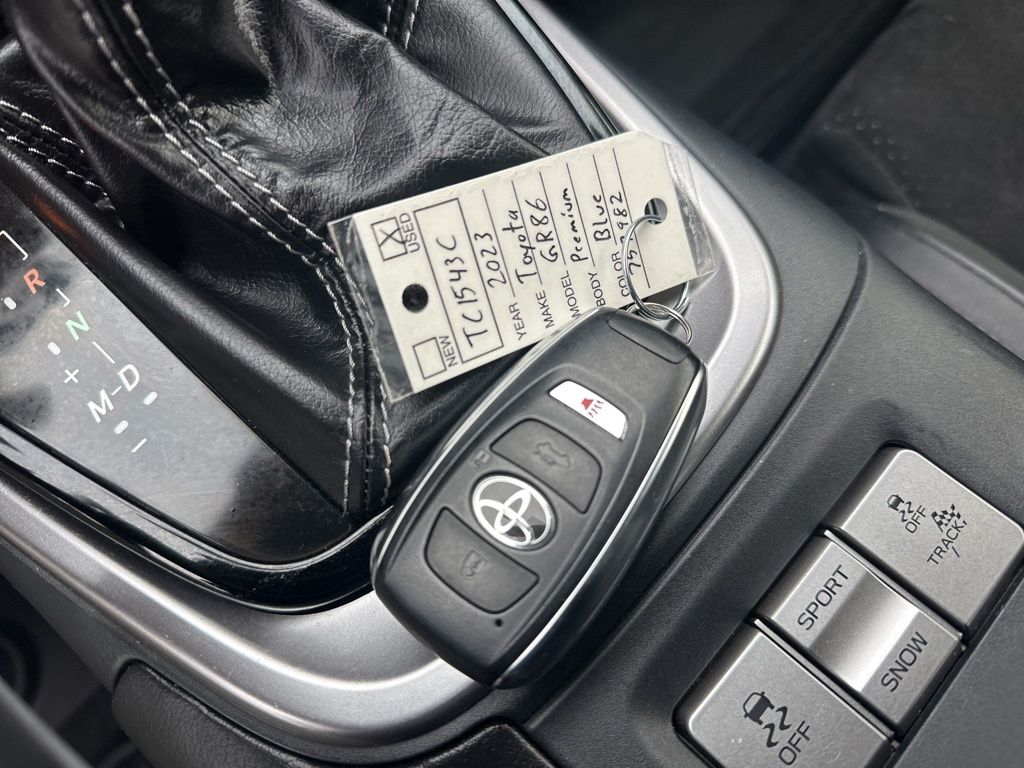 NEW USED
TC1543C
YEAR 2023
MAKE Toyota
MODEL GR86
BODY Premium
COLOR Blue
R
N
+
M-D
−
OFF
TRACK
SPORT
SNOW
OFF